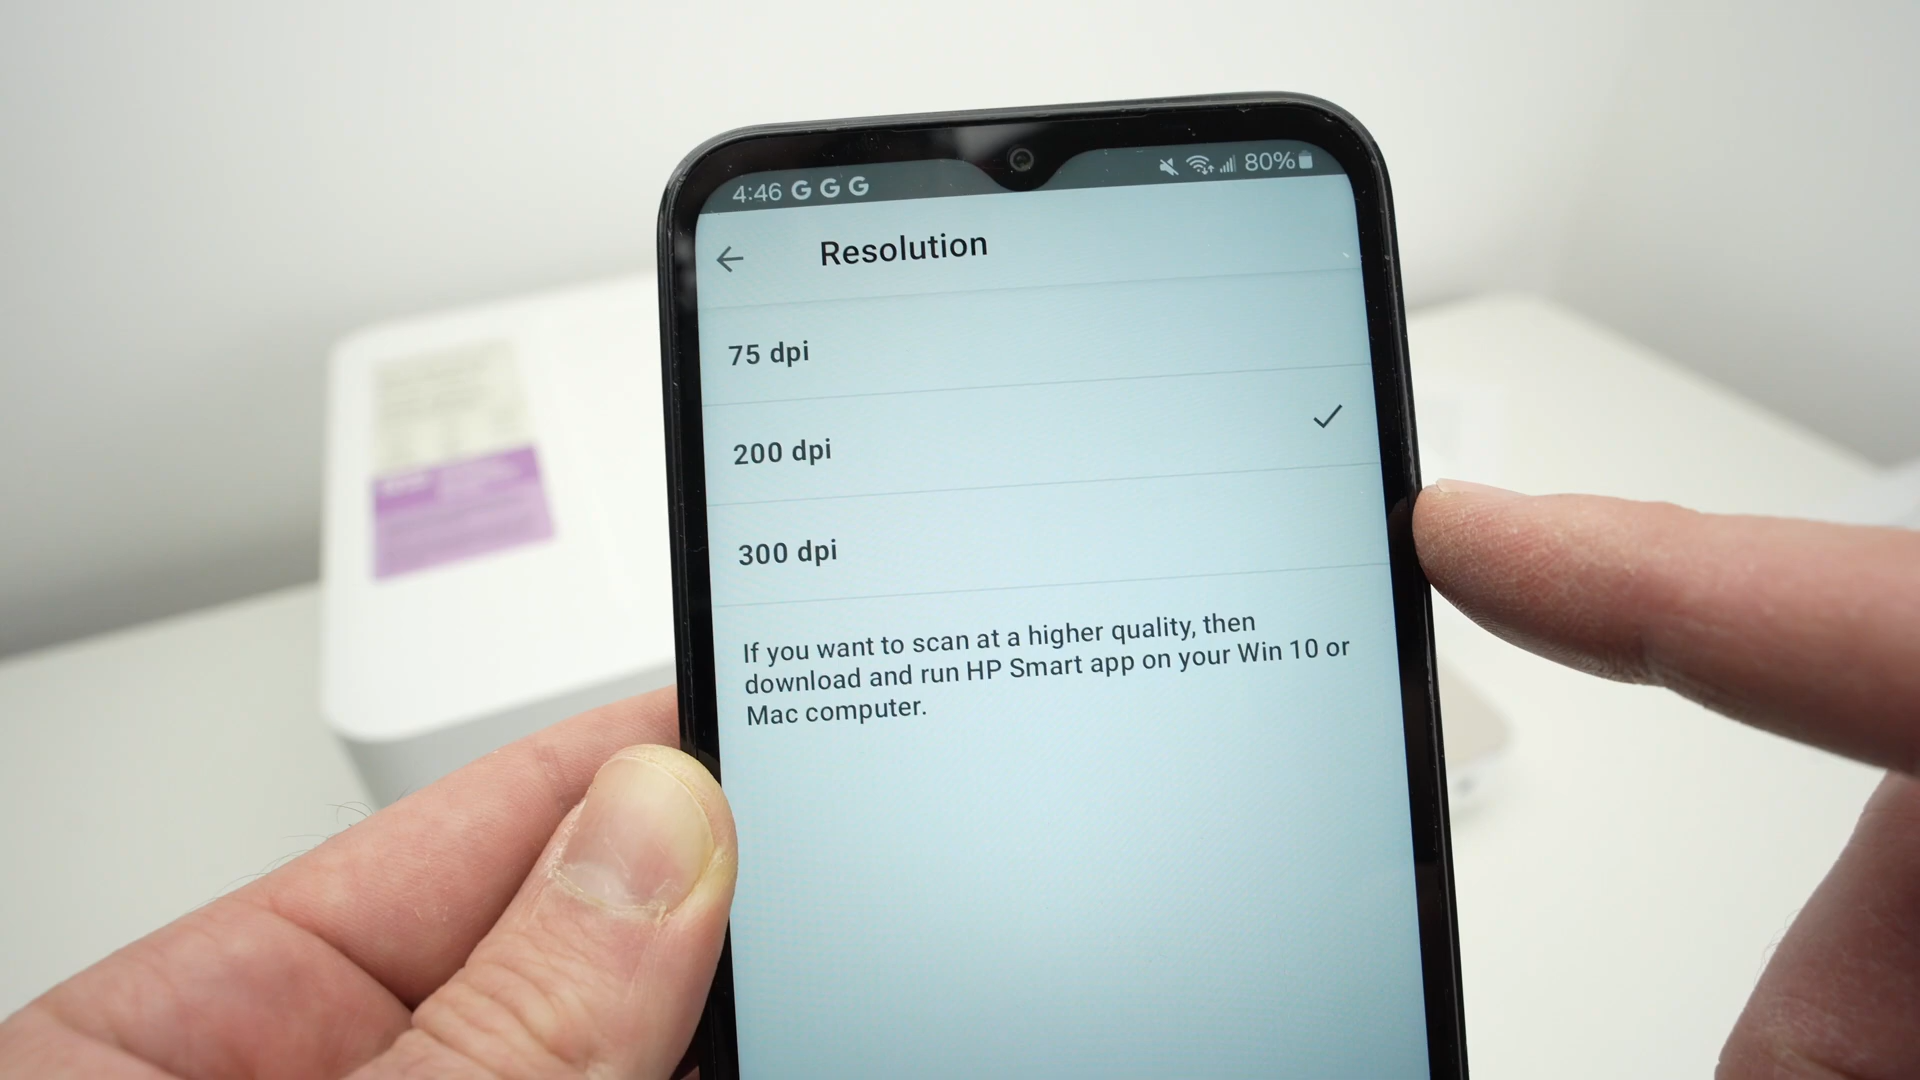 4:46 G G G 80%
Resolution
75 dpi
200 dpi
300 dpi
If you want to scan at a higher quality, then
download and run HP Smart app on your Win 10 or
Mac computer.